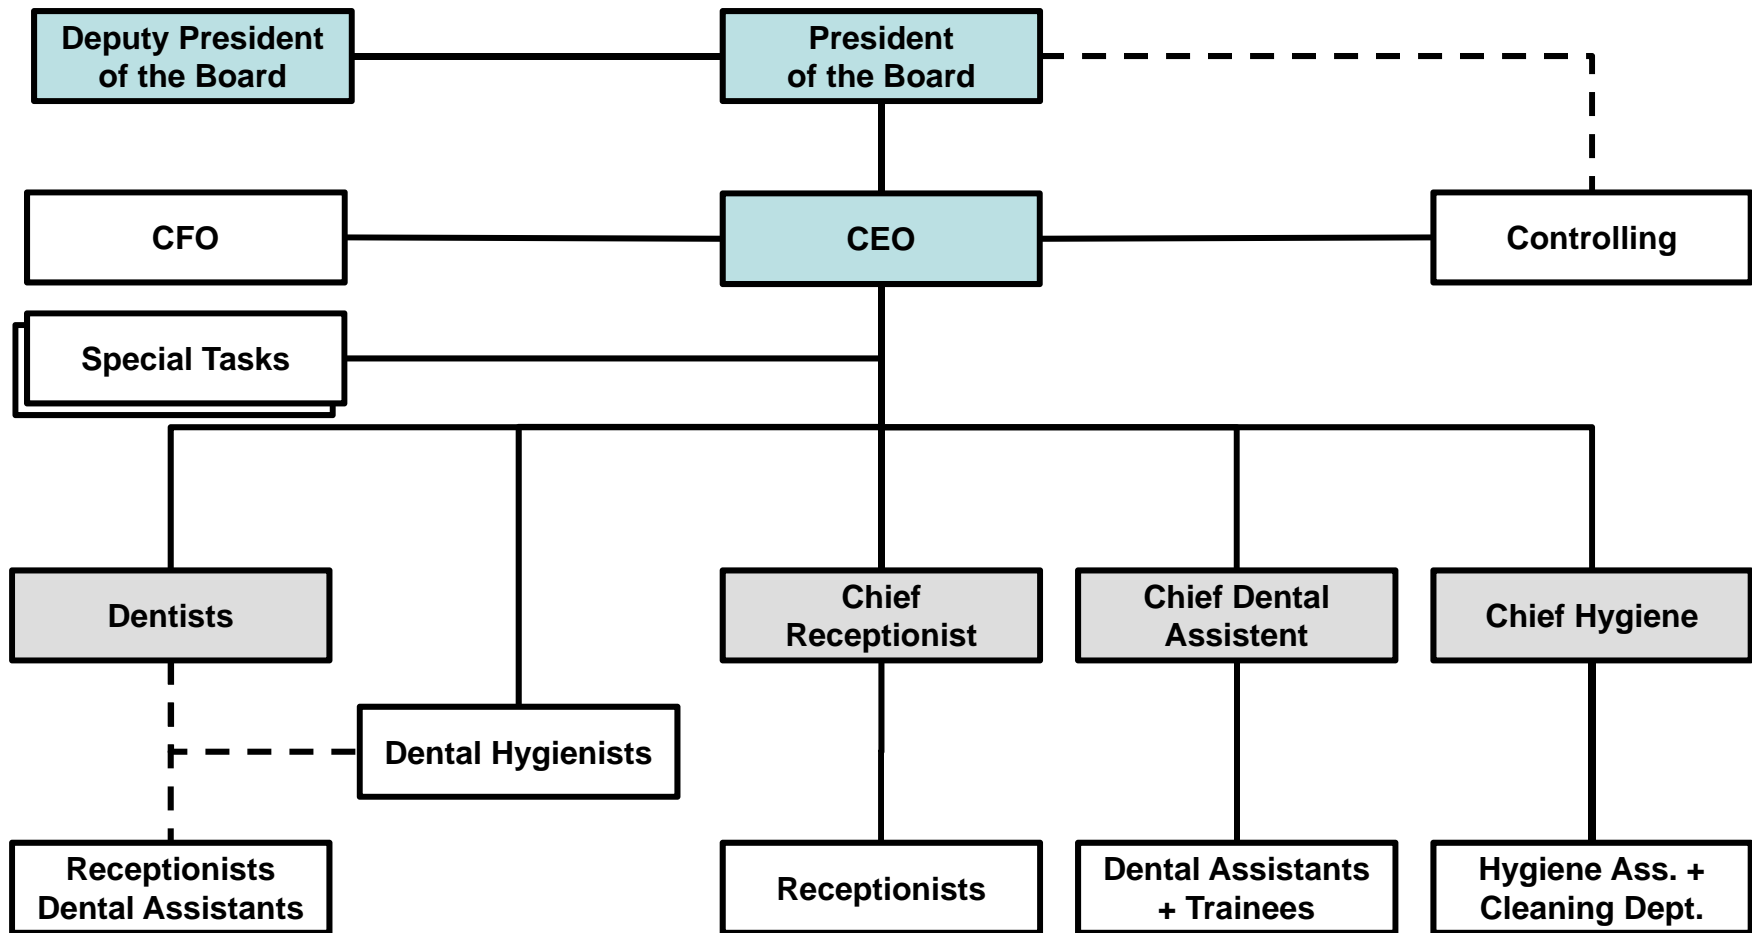 Deputy President
of the Board
President
of the Board
CFO
CEO
Controlling
Special Tasks
Dentists
Chief
Receptionist
Chief Dental
Assistent
Chief Hygiene
Dental Hygienists
Receptionists
Dental Assistants
Receptionists
Dental Assistants
+ Trainees
Hygiene Ass. +
Cleaning Dept.